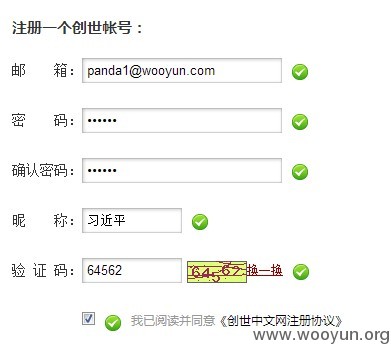 注册一个创世帐号：
邮 箱： panda1@wooyun.com
密 码： ••••••
确认密码： ••••••
昵 称： 习近平
验 证 码： 64562 64562 换一换
我已阅读并同意《创世中文网注册协议》
www.wooyun.org